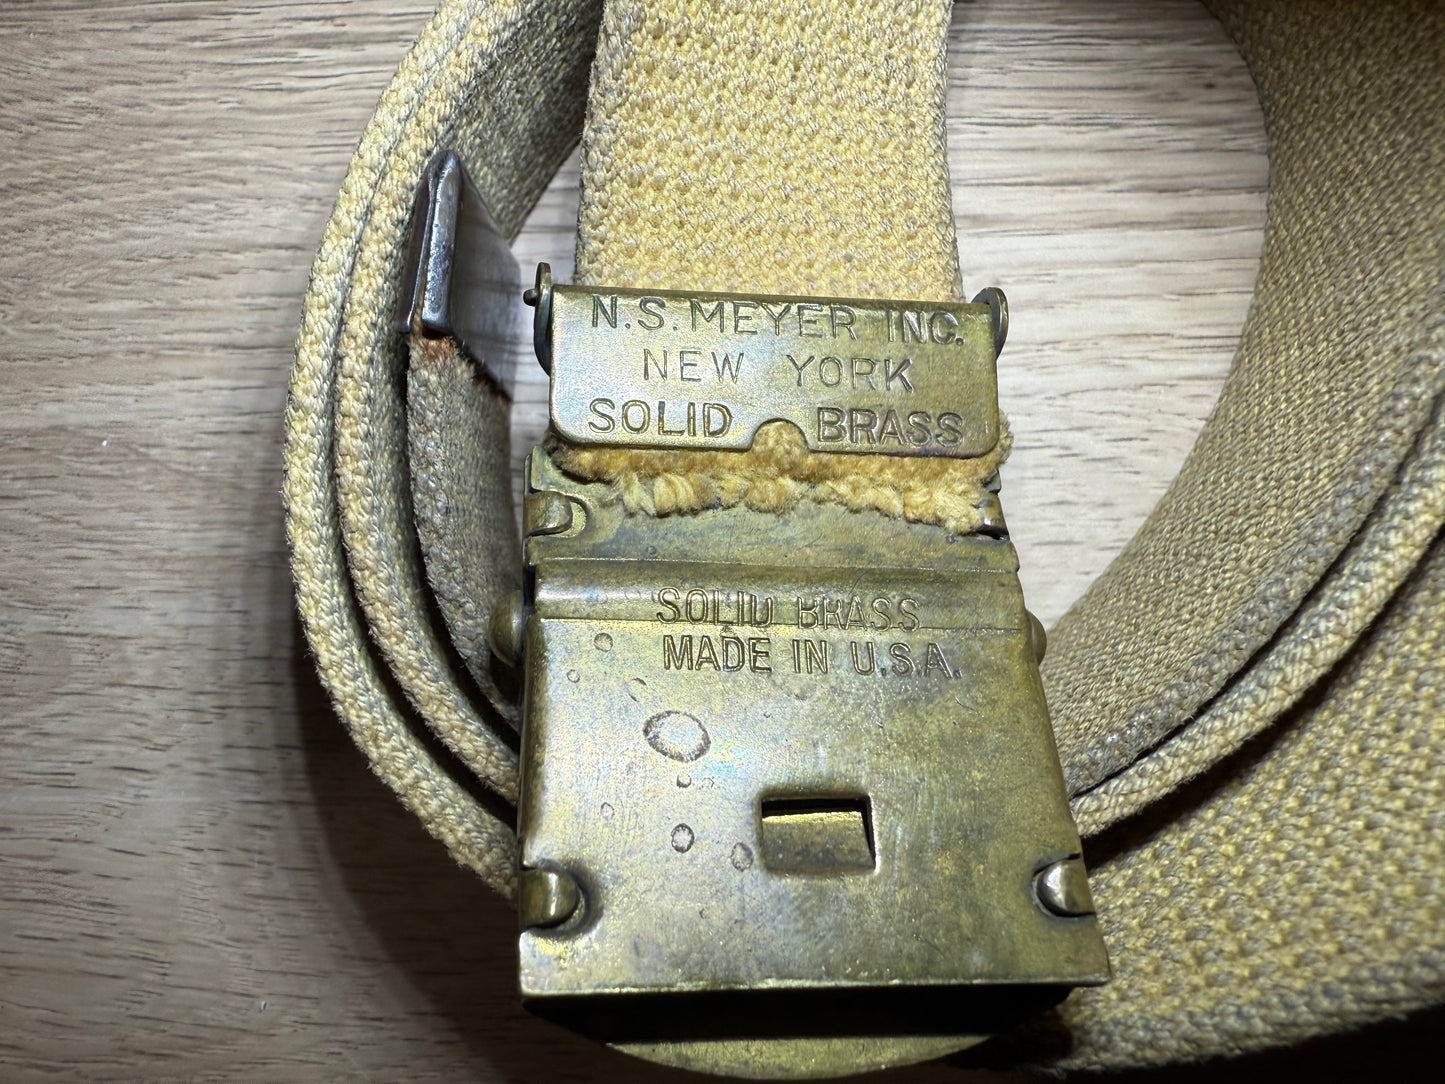 N.S. MEYER INC.
NEW YORK
SOLID BRASS
SOLID BRASS
MADE IN U.S.A.